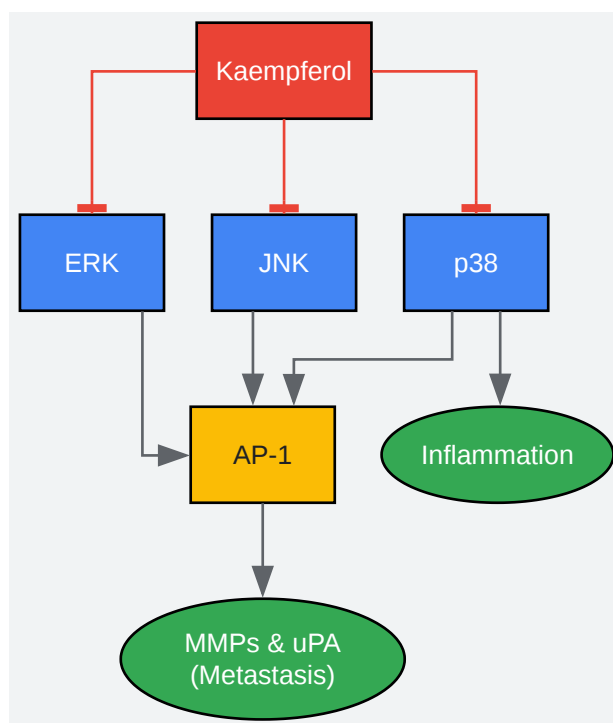 Kaempferol
ERK
JNK
p38
AP-1
Inflammation
MMPs & uPA
(Metastasis)